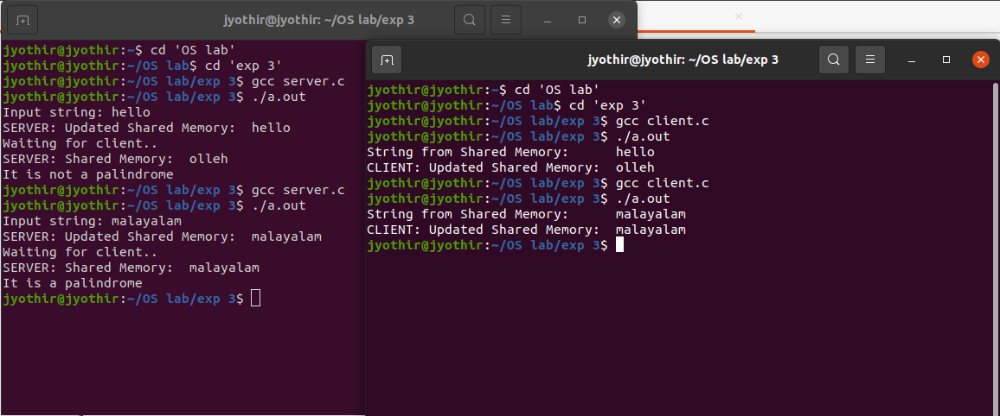 jyothir@jyothir: ~/OS lab/exp 3
jyothir@jyothir:~$ cd 'OS lab'
jyothir@jyothir:~/OS lab$ cd 'exp 3'
jyothir@jyothir:~/OS lab/exp 3$ gcc server.c
jyothir@jyothir:~/OS lab/exp 3$ ./a.out
Input string: hello
SERVER: Updated Shared Memory:  hello
Waiting for client..
SERVER: Shared Memory:  olleh
It is not a palindrome
jyothir@jyothir:~/OS lab/exp 3$ gcc server.c
jyothir@jyothir:~/OS lab/exp 3$ ./a.out
Input string: malayalam
SERVER: Updated Shared Memory:  malayalam
Waiting for client..
SERVER: Shared Memory:  malayalam
It is a palindrome
jyothir@jyothir:~/OS lab/exp 3$
jyothir@jyothir: ~/OS lab/exp 3
jyothir@jyothir:~$ cd 'OS lab'
jyothir@jyothir:~/OS lab$ cd 'exp 3'
jyothir@jyothir:~/OS lab/exp 3$ gcc client.c
jyothir@jyothir:~/OS lab/exp 3$ ./a.out
String from Shared Memory:      hello
CLIENT: Updated Shared Memory:  olleh
jyothir@jyothir:~/OS lab/exp 3$ gcc client.c
jyothir@jyothir:~/OS lab/exp 3$ ./a.out
String from Shared Memory:      malayalam
CLIENT: Updated Shared Memory:  malayalam
jyothir@jyothir:~/OS lab/exp 3$